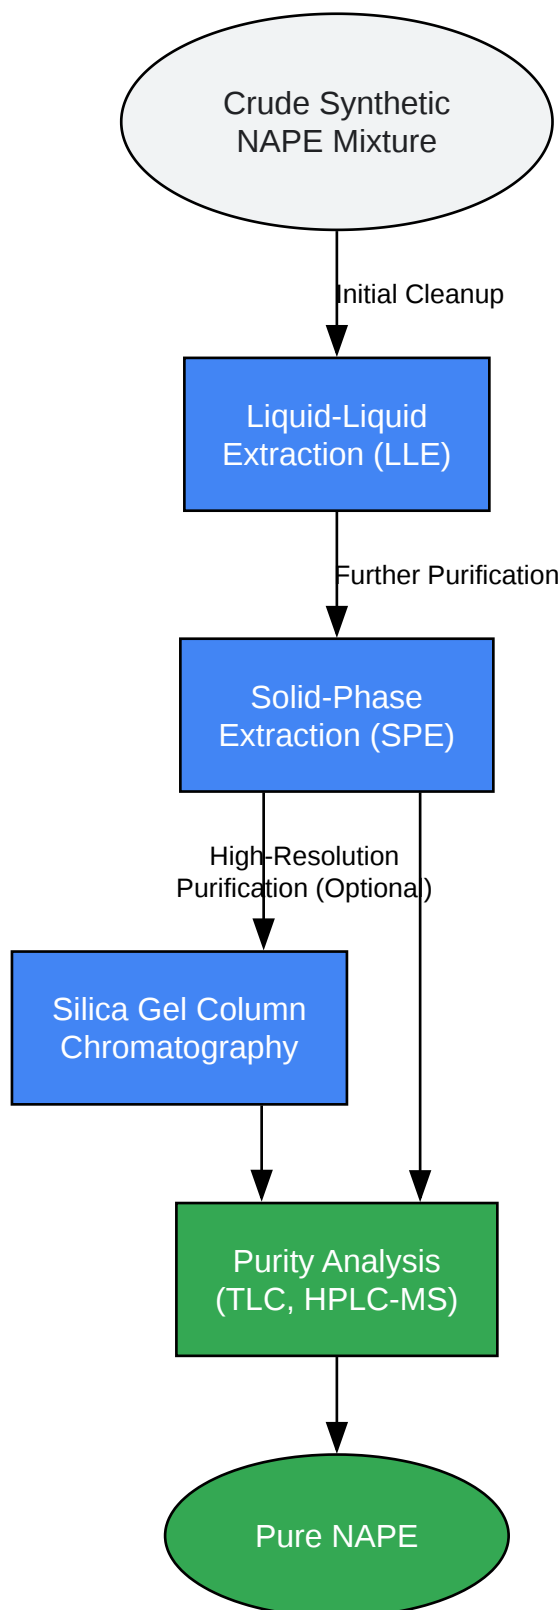 Crude Synthetic
NAPE Mixture
Initial Cleanup
Liquid-Liquid
Extraction (LLE)
Further Purification
Solid-Phase
Extraction (SPE)
High-Resolution
Purification (Optional)
Silica Gel Column
Chromatography
Purity Analysis
(TLC, HPLC-MS)
Pure NAPE